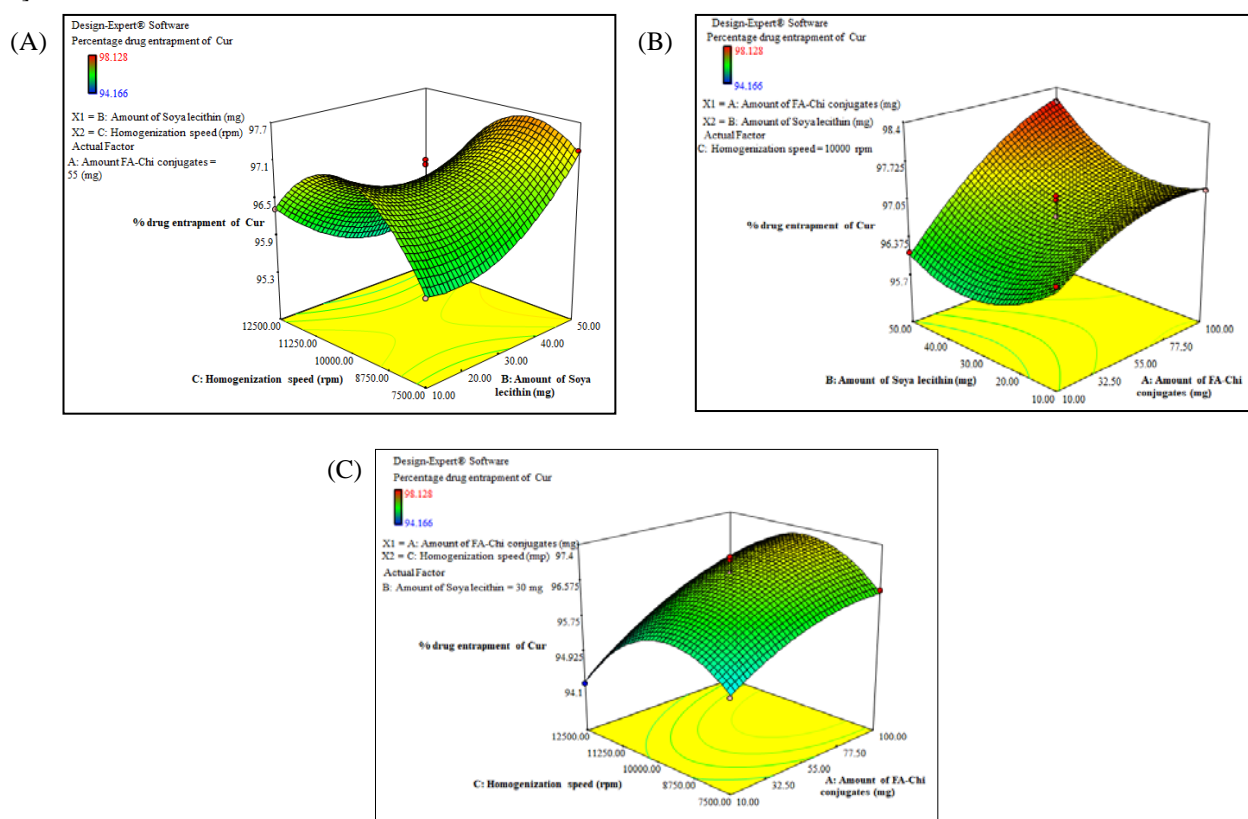 (A)
Design-Expert® Software
Percentage drug entrapment of Cur
98.128
94.166
X1 = B: Amount of Soya lecithin (mg)
X2 = C: Homogenization speed (rpm)
Actual Factor
A: Amount FA-Chi conjugates =
55 (mg)
97.7
97.1
96.5
95.9
95.3
% drug entrapment of Cur
12500.00
11250.00
10000.00
8750.00
7500.00
10.00
20.00
30.00
40.00
50.00
C: Homogenization speed (rpm)
B: Amount of Soya
lecithin (mg)
(B)
Design-Expert® Software
Percentage drug entrapment of Cur
98.128
94.166
X1 = A: Amount of FA-Chi conjugates (mg)
X2 = B: Amount of Soya lecithin (mg)
Actual Factor
C: Homogenization speed = 10000 rpm
98.4
97.725
97.05
96.375
95.7
% drug entrapment of Cur
50.00
40.00
30.00
20.00
10.00
10.00
32.50
55.00
77.50
100.00
B: Amount of Soya lecithin (mg)
A: Amount of FA-Chi
conjugates (mg)
(C)
Design-Expert® Software
Percentage drug entrapment of Cur
98.128
94.166
X1 = A: Amount of FA-Chi conjugates (mg)
X2 = C: Homogenization speed (rmp)
Actual Factor
B: Amount of Soya lecithin = 30 mg
97.4
96.575
95.75
94.925
94.1
% drug entrapment of Cur
12500.00
11250.00
10000.00
8750.00
7500.00
10.00
32.50
55.00
77.50
100.00
C: Homogenization speed (rpm)
A: Amount of FA-Chi
conjugates (mg)